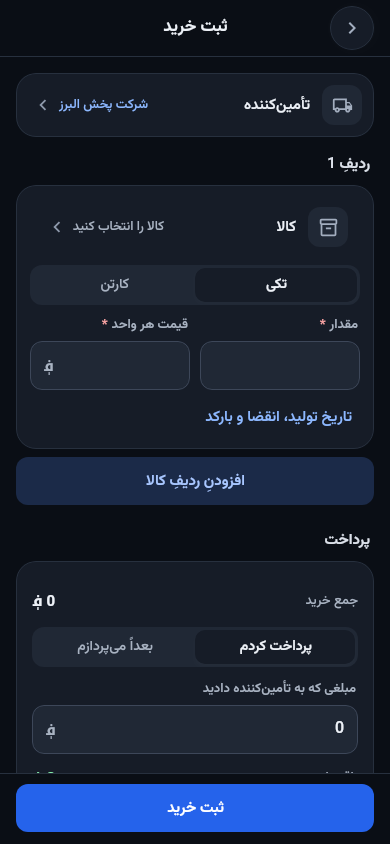 ثبت خرید
تأمین‌کننده
شرکت پخش البرز
ردیفِ 1
کالا
کالا را انتخاب کنید
تکی
کارتن
مقدار *
قیمت هر واحد *
؋
تاریخ تولید، انقضا و بارکد
افزودنِ ردیفِ کالا
پرداخت
جمع خرید
0 ؋
پرداخت کردم
بعداً می‌پردازم
مبلغی که به تأمین‌کننده دادید
0
؋
ثبت خرید